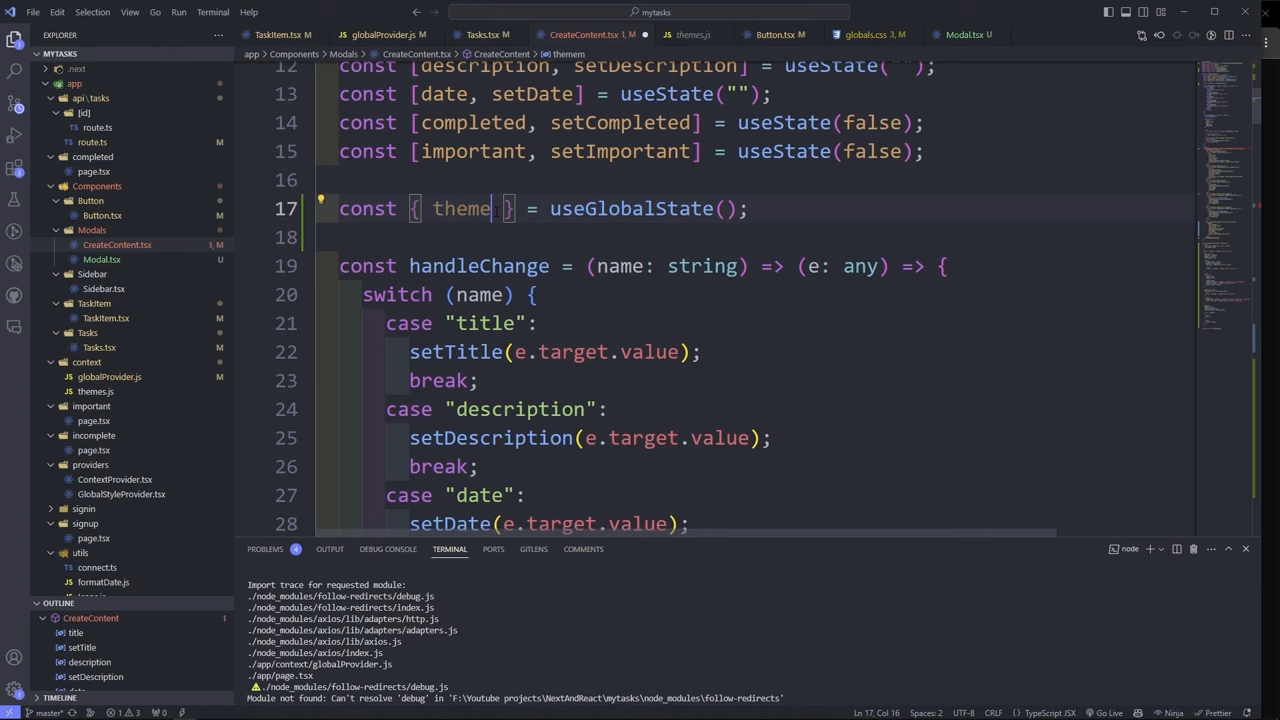 File Edit Selection View Go Run Terminal Help
mytasks
EXPLORER
MYTASKS
.next
app
api\tasks
[id]
route.ts
route.ts M
completed
page.tsx
Components
Button
Button.tsx
Modals
CreateContent.tsx 1, M
Modal.tsx U
Sidebar
Sidebar.tsx
TaskItem
TaskItem.tsx
Tasks
Tasks.tsx
context
globalProvider.js M
themes.js
important
page.tsx
incomplete
page.tsx
providers
ContextProvider.tsx
GlobalStyleProvider.tsx
signin
signup
page.tsx
utils
connect.ts
formatDate.js
OUTLINE
CreateContent 1
title
setTitle
description
setDescription
TIMELINE
TaskItem.tsx M globalProvider.js M Tasks.tsx M CreateContent.tsx 1, M themes.js Button.tsx M globals.css 3, M Modal.tsx U
app > Components > Modals > CreateContent.tsx > CreateContent > themem
12 const [description, setDescription] = useState("");
13 const [date, setDate] = useState("");
14 const [completed, setCompleted] = useState(false);
15 const [important, setImportant] = useState(false);
16
17 const { theme } = useGlobalState();
18
19 const handleChange = (name: string) => (e: any) => {
20 switch (name) {
21 case "title":
22 setTitle(e.target.value);
23 break;
24 case "description":
25 setDescription(e.target.value);
26 break;
27 case "date":
28 setDate(e.target.value);
PROBLEMS 4 OUTPUT DEBUG CONSOLE TERMINAL PORTS GITLENS COMMENTS
node
Import trace for requested module:
./node_modules/follow-redirects/debug.js
./node_modules/follow-redirects/index.js
./node_modules/axios/lib/adapters/http.js
./node_modules/axios/lib/adapters/adapters.js
./node_modules/axios/lib/axios.js
./node_modules/axios/index.js
./app/context/globalProvider.js
./app/page.tsx
./node_modules/follow-redirects/debug.js
Module not found: Can't resolve 'debug' in 'F:\Youtube projects\NextAndReact\mytasks\node_modules\follow-redirects'
master* 1 3 0 Ln 17, Col 16 Spaces: 2 UTF-8 CRLF {} TypeScript JSX Go Live Ninja Prettier